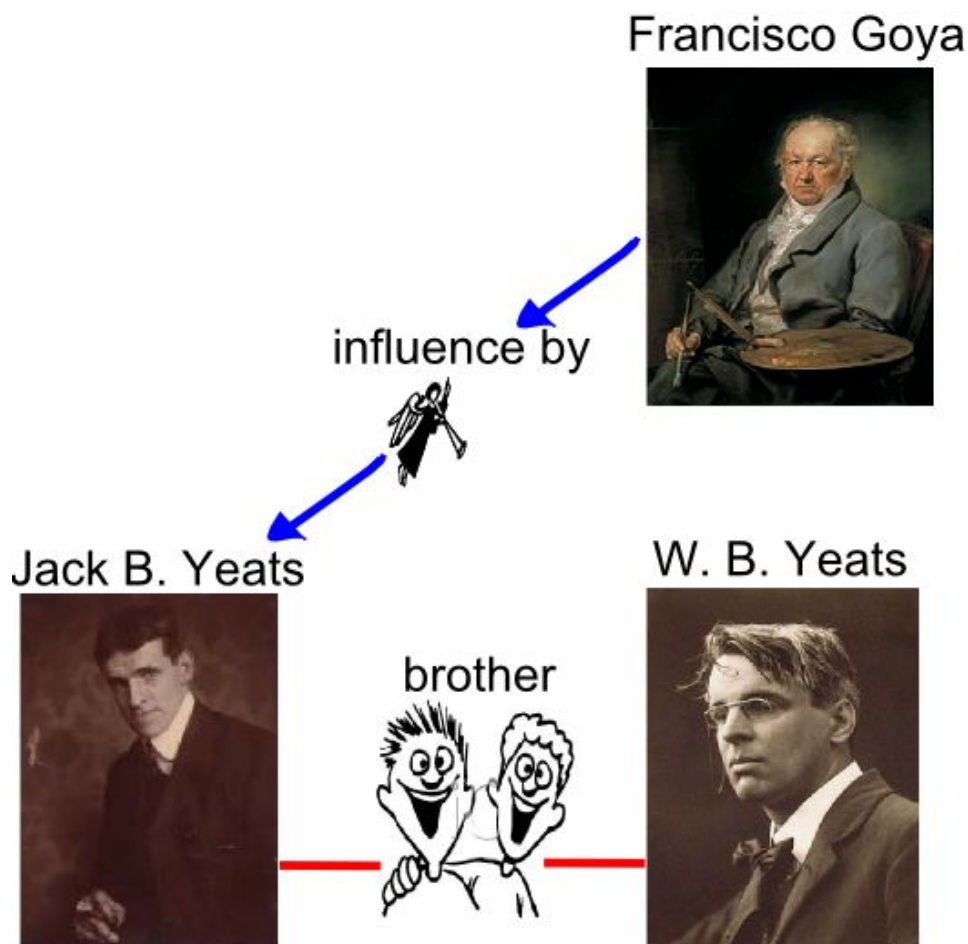 Francisco Goya
influence by
Jack B. Yeats
W. B. Yeats
brother